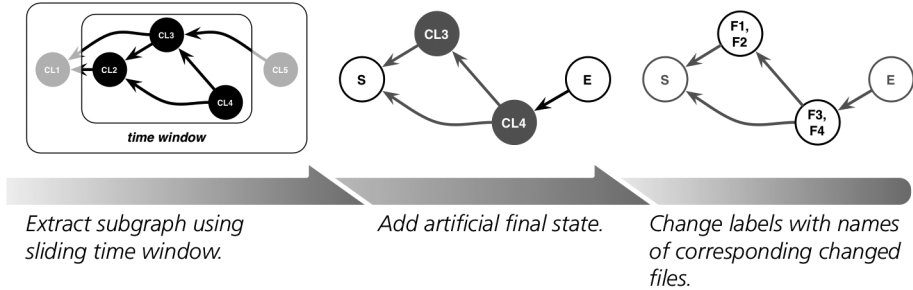 CL3
CL1
CL2
CL5
CL4
time window
CL3
S
E
CL4
F1,
F2
S
E
F3,
F4
Extract subgraph using
sliding time window.
Add artificial final state.
Change labels with names
of corresponding changed
files.